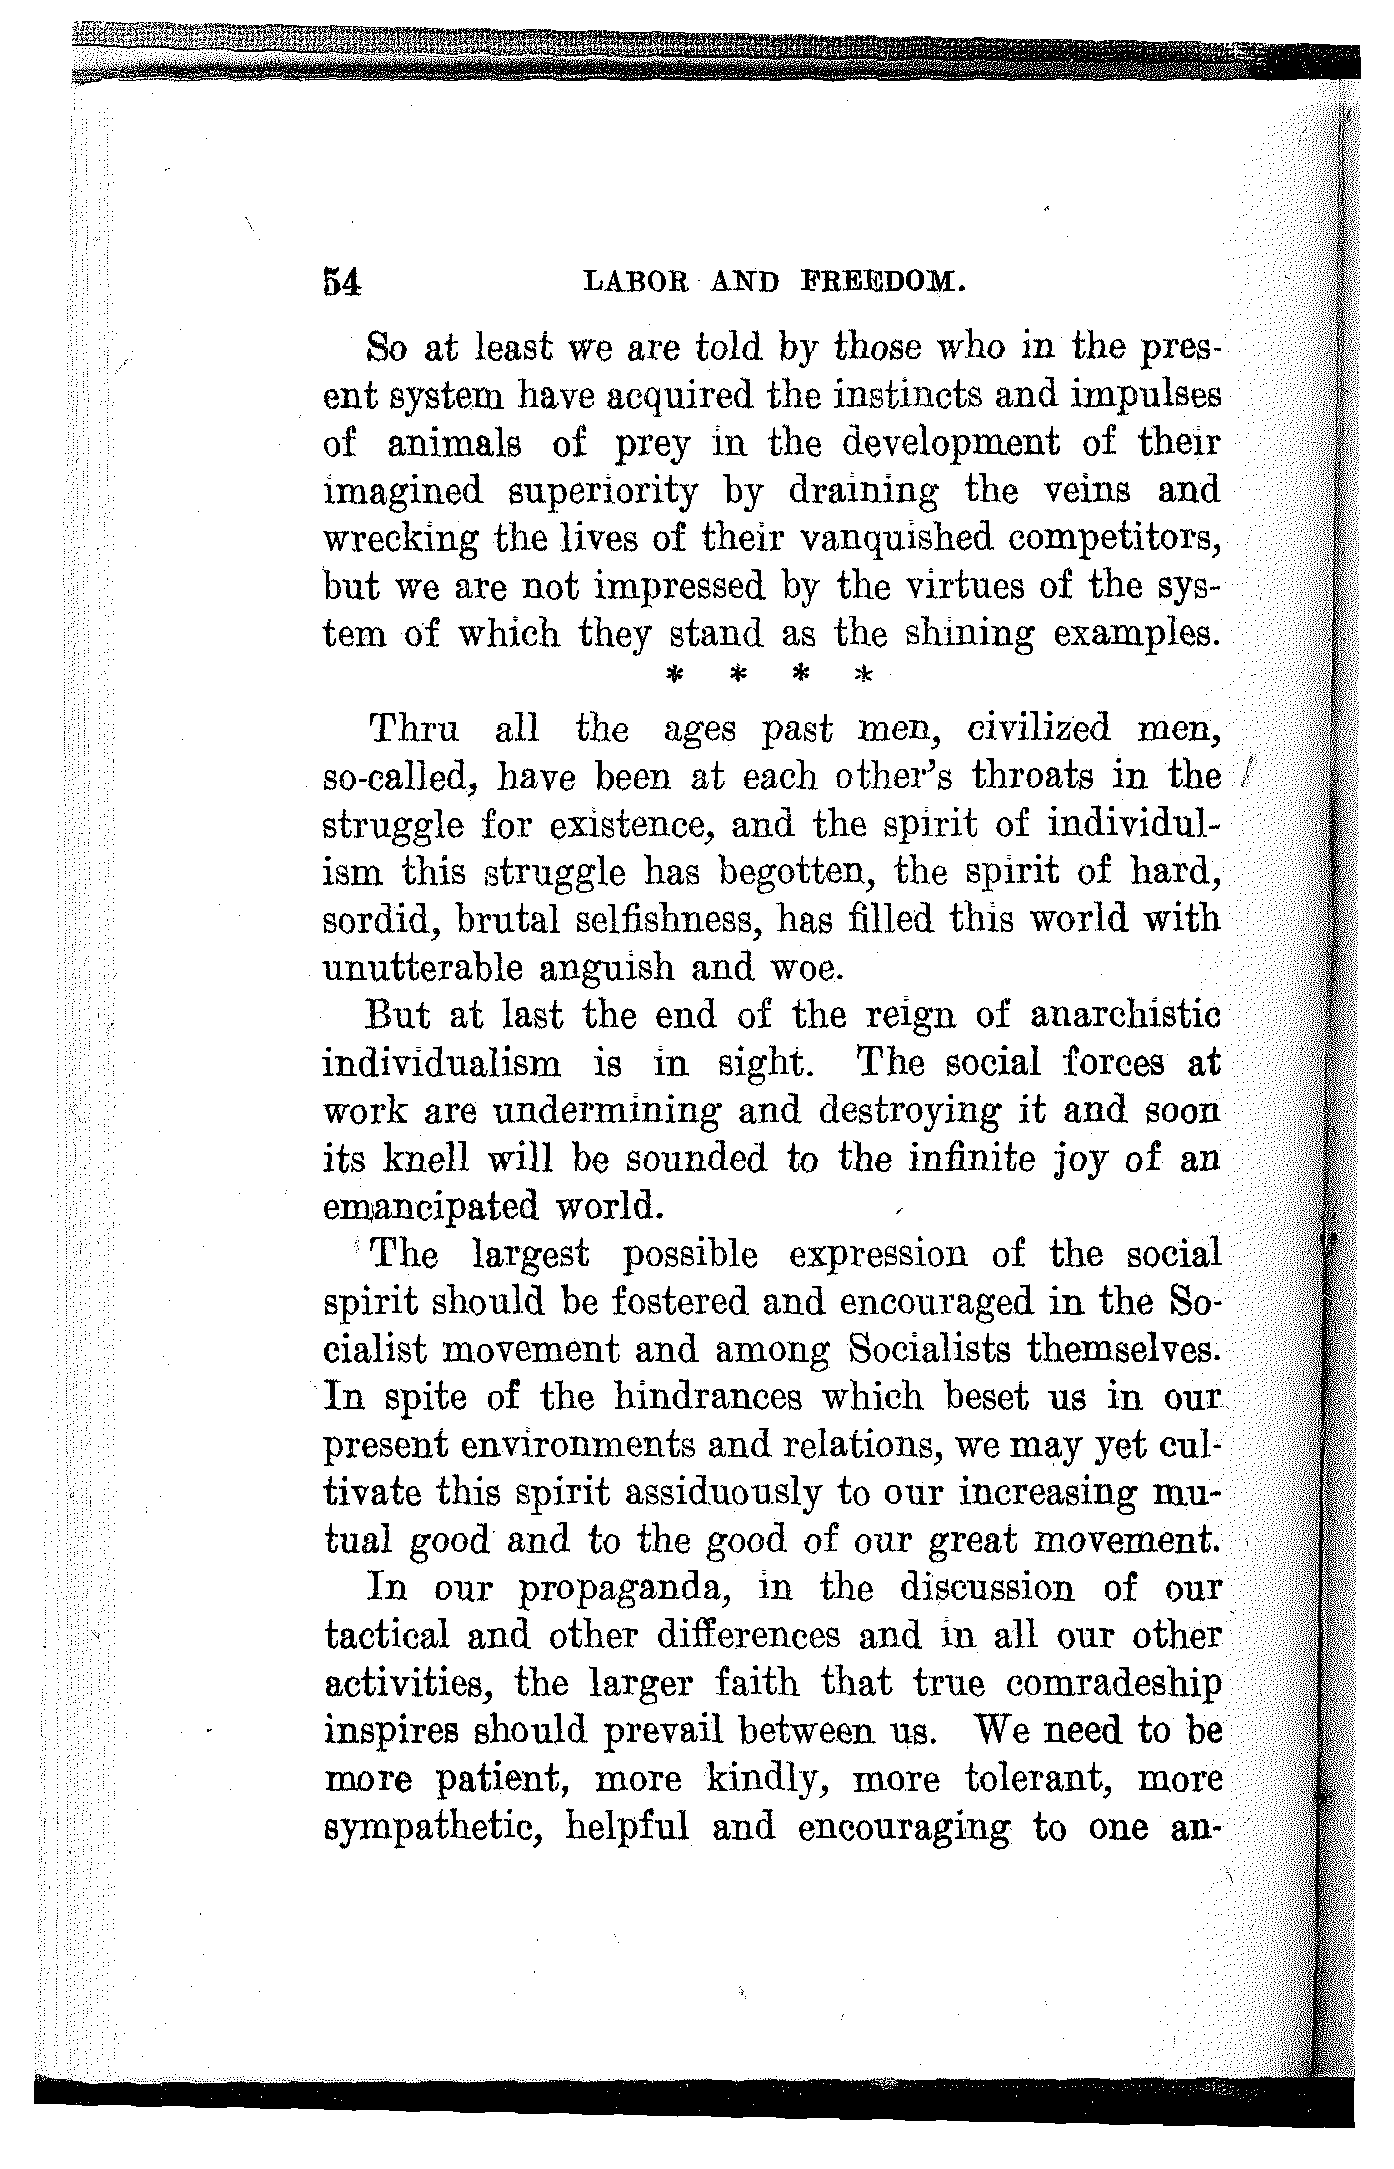 54 LABOR AND FREEDOM.
So at least we are told by those who in the pres-
ent system have acquired the instincts and impulses
of animals of prey in the development of their
imagined superiority by draining the veins and
wrecking the lives of their vanquished competitors,
but we are not impressed by the virtues of the sys-
tem of which they stand as the shining examples.
* * * *
Thru all the ages past men, civilized men,
so-called, have been at each other's throats in the
struggle for existence, and the spirit of individul-
ism this struggle has begotten, the spirit of hard,
sordid, brutal selfishness, has filled this world with
unutterable anguish and woe.
But at last the end of the reign of anarchistic
individualism is in sight. The social forces at
work are undermining and destroying it and soon
its knell will be sounded to the infinite joy of an
emancipated world.
The largest possible expression of the social
spirit should be fostered and encouraged in the So-
cialist movement and among Socialists themselves.
In spite of the hindrances which beset us in our
present environments and relations, we may yet cul-
tivate this spirit assiduously to our increasing mu-
tual good and to the good of our great movement.
In our propaganda, in the discussion of our
tactical and other differences and in all our other
activities, the larger faith that true comradeship
inspires should prevail between us. We need to be
more patient, more kindly, more tolerant, more
sympathetic, helpful and encouraging to one an-